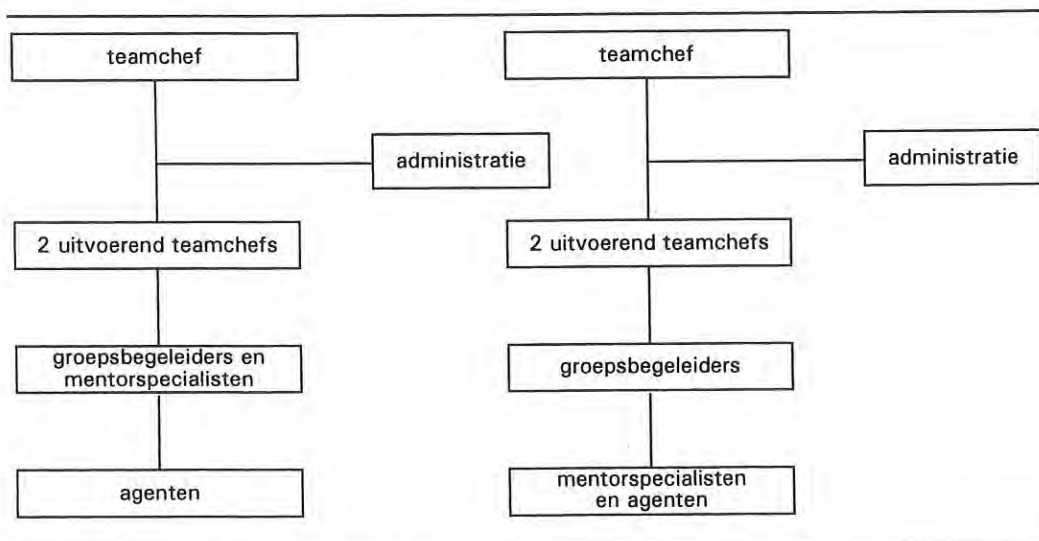 teamchef
administratie
2 uitvoerend teamchefs
groepsbegeleiders en
mentorspecialisten
agenten
teamchef
administratie
2 uitvoerend teamchefs
groepsbegeleiders
mentorspecialisten
en agenten